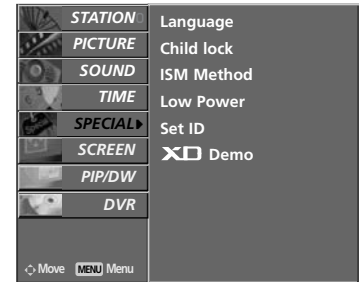 STATION
PICTURE
SOUND
TIME
SPECIAL
SCREEN
PIP/DW
DVR
Move MENU Menu
Language
Child lock
ISM Method
Low Power
Set ID
XD Demo